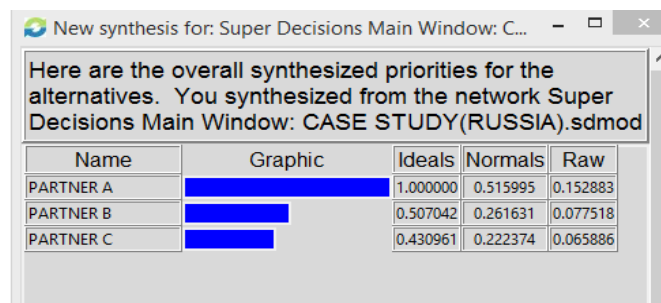 New synthesis for: Super Decisions Main Window: C...
Here are the overall synthesized priorities for the
alternatives. You synthesized from the network Super
Decisions Main Window: CASE STUDY(RUSSIA).sdmod
Name Graphic Ideals Normals Raw
PARTNER A 1.000000 0.515995 0.152883
PARTNER B 0.507042 0.261631 0.077518
PARTNER C 0.430961 0.222374 0.065886